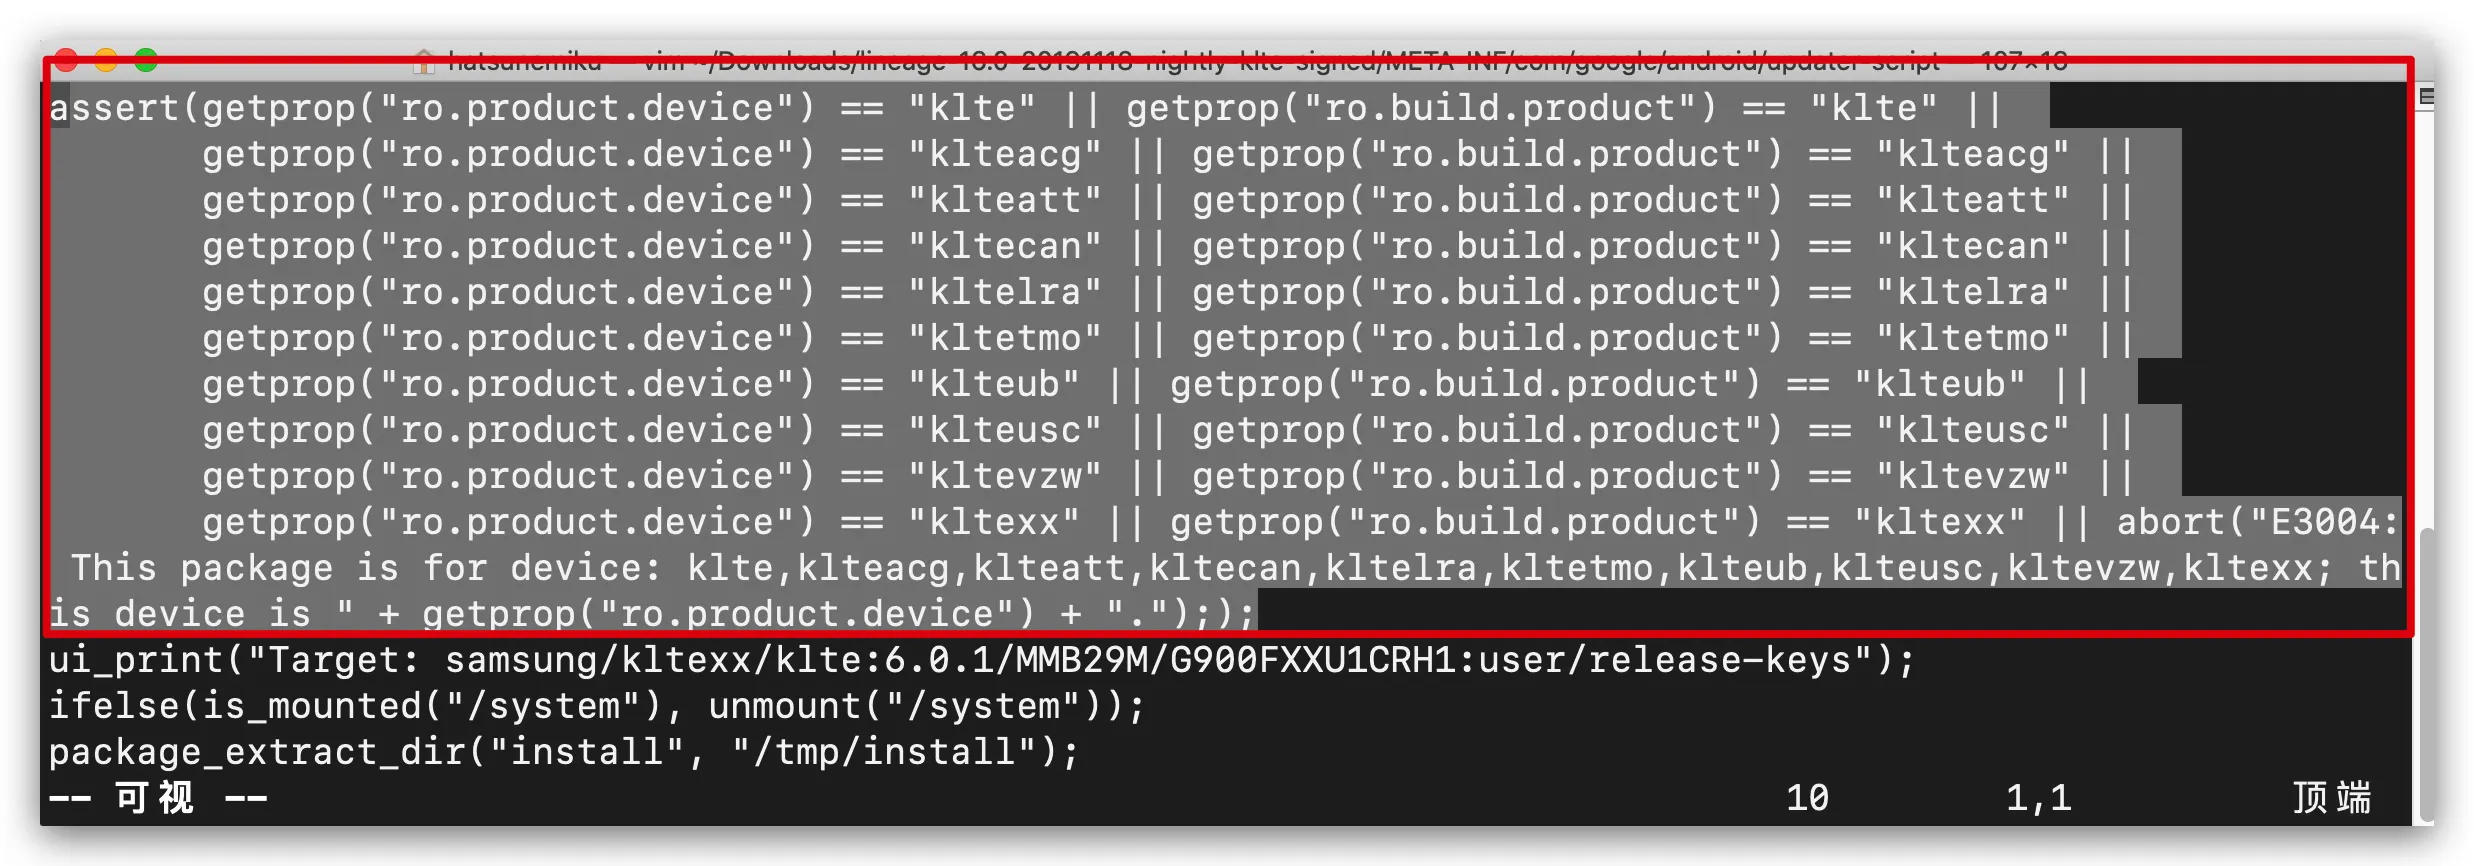 hatsunemiku — vim ~/Downloads/lineage-16.0-20191118-nightly-klte-signed/META-INF/com/google/android/updater-script — 107×16
assert(getprop("ro.product.device") == "klte" || getprop("ro.build.product") == "klte" ||
getprop("ro.product.device") == "klteacg" || getprop("ro.build.product") == "klteacg" ||
getprop("ro.product.device") == "klteatt" || getprop("ro.build.product") == "klteatt" ||
getprop("ro.product.device") == "kltecan" || getprop("ro.build.product") == "kltecan" ||
getprop("ro.product.device") == "kltelra" || getprop("ro.build.product") == "kltelra" ||
getprop("ro.product.device") == "kltetmo" || getprop("ro.build.product") == "kltetmo" ||
getprop("ro.product.device") == "klteub" || getprop("ro.build.product") == "klteub" ||
getprop("ro.product.device") == "klteusc" || getprop("ro.build.product") == "klteusc" ||
getprop("ro.product.device") == "kltevzw" || getprop("ro.build.product") == "kltevzw" ||
getprop("ro.product.device") == "kltexx" || getprop("ro.build.product") == "kltexx" || abort("E3004:
This package is for device: klte,klteacg,klteatt,kltecan,kltelra,kltetmo,klteub,klteusc,kltevzw,kltexx; th
is device is " + getprop("ro.product.device") + "."););
ui_print("Target: samsung/kltexx/klte:6.0.1/MMB29M/G900FXXU1CRH1:user/release-keys");
ifelse(is_mounted("/system"), unmount("/system"));
package_extract_dir("install", "/tmp/install");
-- 可视 -- 10 1,1 顶端